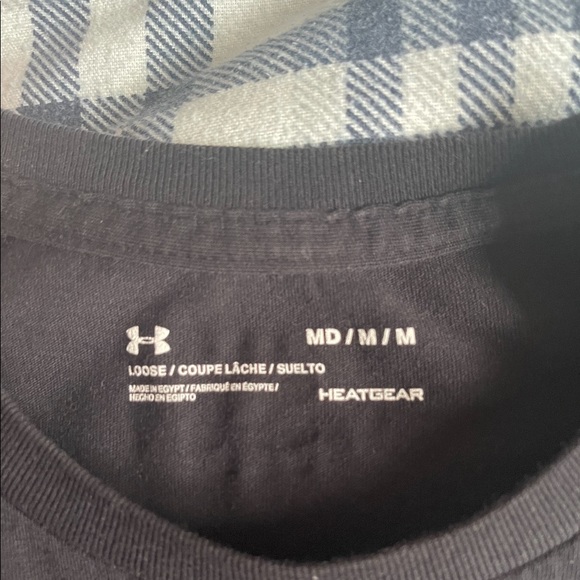 MD / M / M
LOOSE / COUPE LÂCHE / SUELTO
MADE IN EGYPT / FABRIQUÉ EN ÉGYPTE /
HECHO EN EGIPTO
HEATGEAR